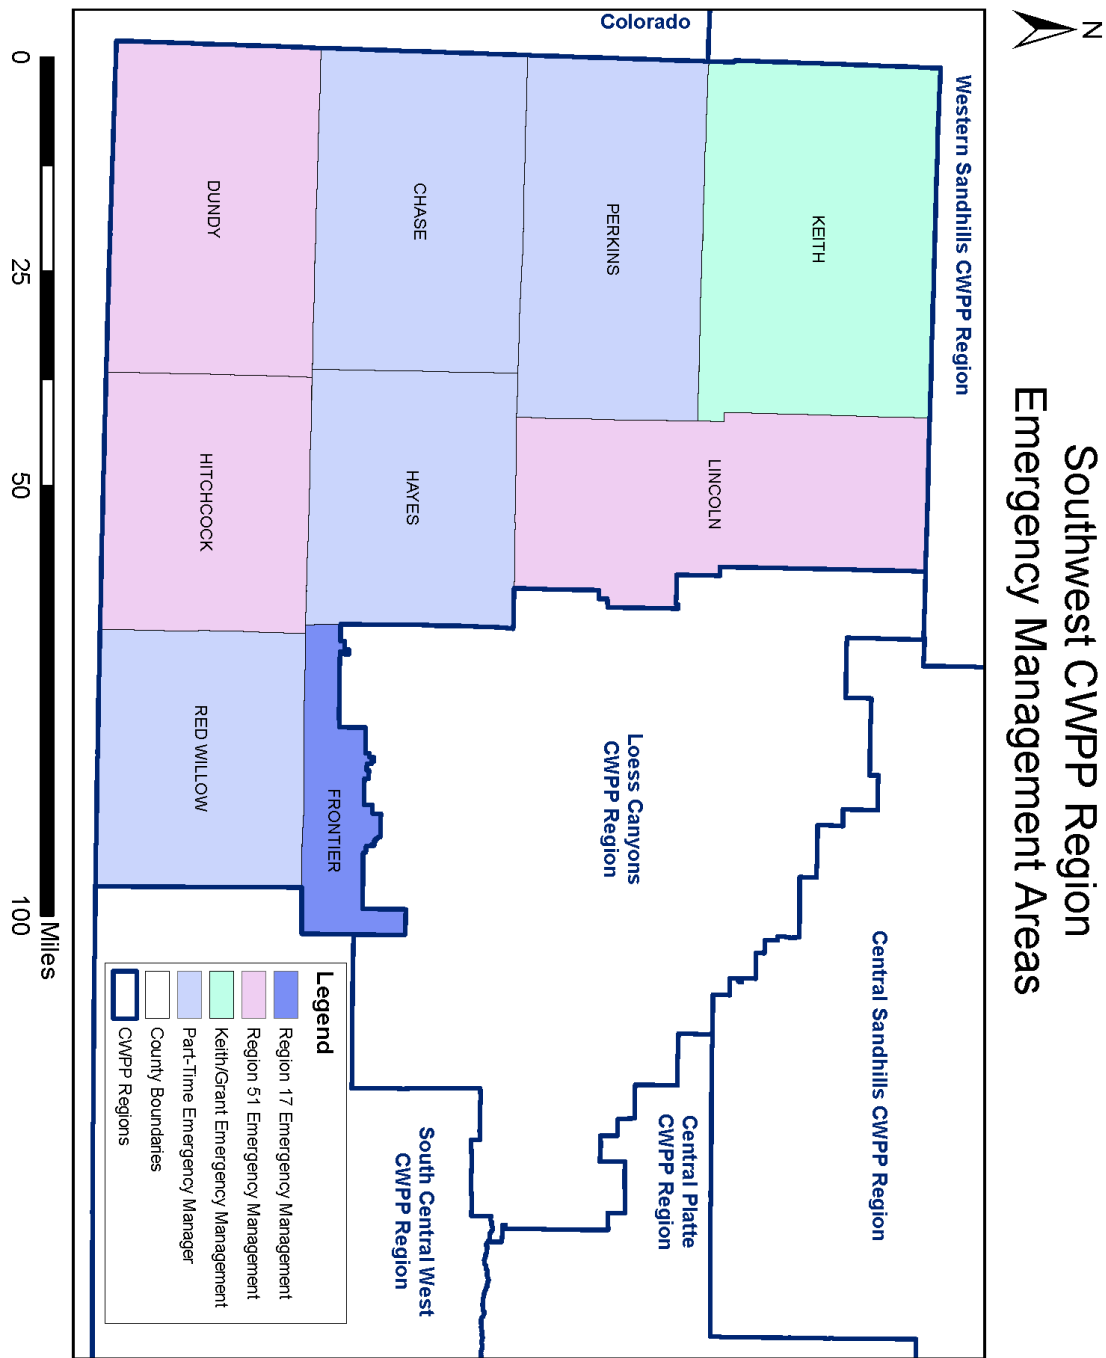 Southwest CWPP Region
Emergency Management Areas
N
Western Sandhills CWPP Region
Colorado
KEITH
PERKINS
LINCOLN
CHASE
HAYES
DUNDY
HITCHCOCK
RED WILLOW
FRONTIER
Loess Canyons
CWPP Region
Central Sandhills CWPP Region
Central Platte
CWPP Region
South Central West
CWPP Region
Legend
Region 17 Emergency Management
Region 51 Emergency Management
Keith/Grant Emergency Management
Part-Time Emergency Manager
County Boundaries
CWPP Regions
0 25 50 100
Miles